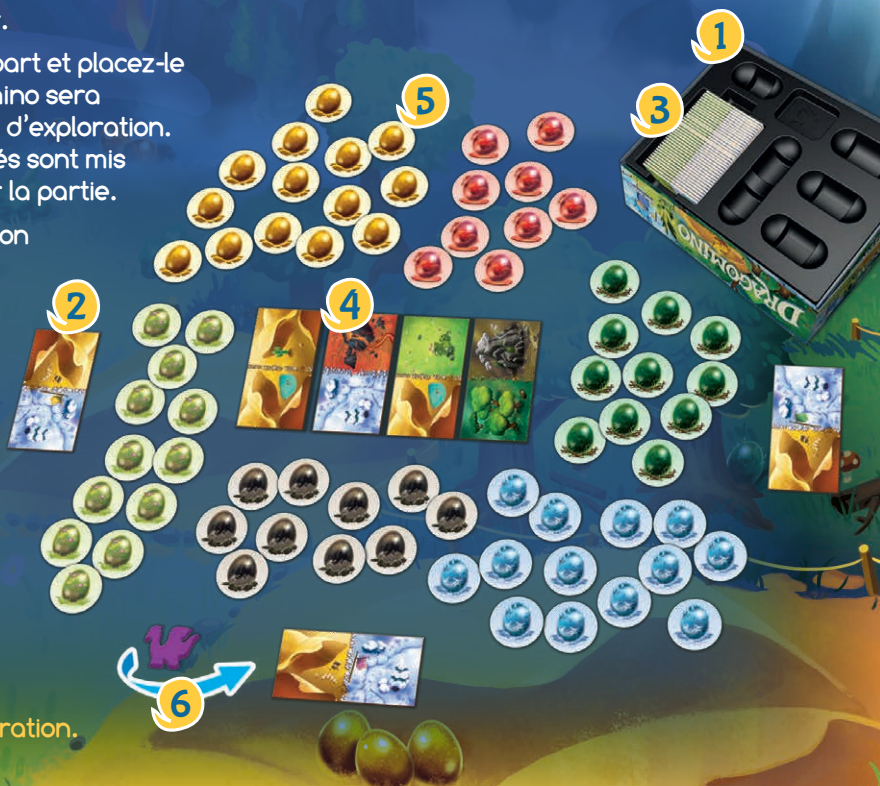 .
part et placez-le
nino sera
d'exploration.
és sont mis
r la partie.
on
1
3
5
2
4
DRAGOMINO
6
ration.